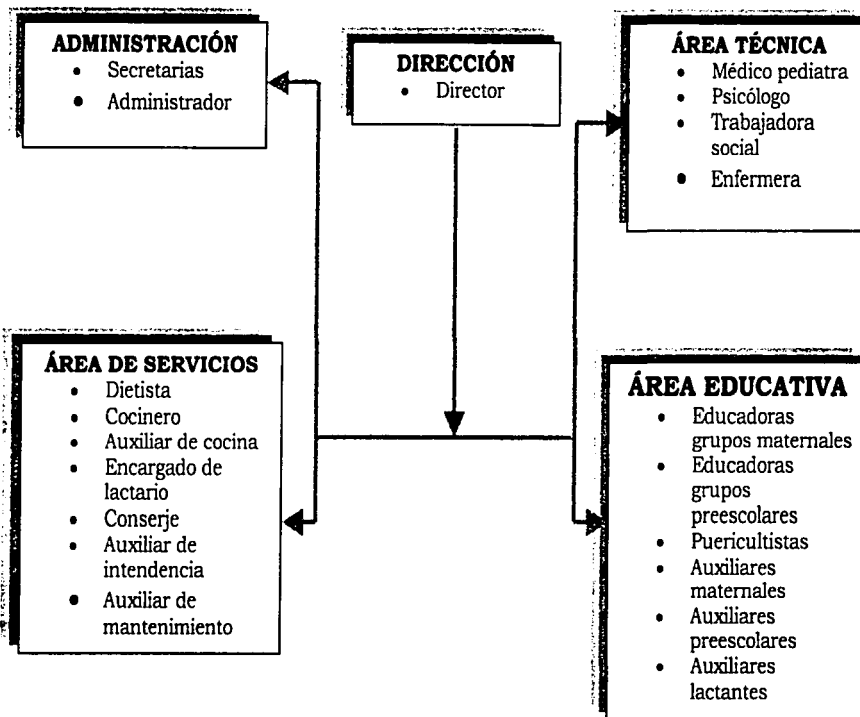 ADMINISTRACIÓN
• Secretarias
• Administrador
DIRECCIÓN
• Director
ÁREA TÉCNICA
• Médico pediatra
• Psicólogo
• Trabajadora
social
• Enfermera
ÁREA DE SERVICIOS
• Dietista
• Cocinero
• Auxiliar de cocina
• Encargado de
lactario
• Conserje
• Auxiliar de
intendencia
• Auxiliar de
mantenimiento
ÁREA EDUCATIVA
• Educadoras
grupos maternales
• Educadoras
grupos
preescolares
• Puericultistas
• Auxiliares
maternales
• Auxiliares
preescolares
• Auxiliares
lactantes